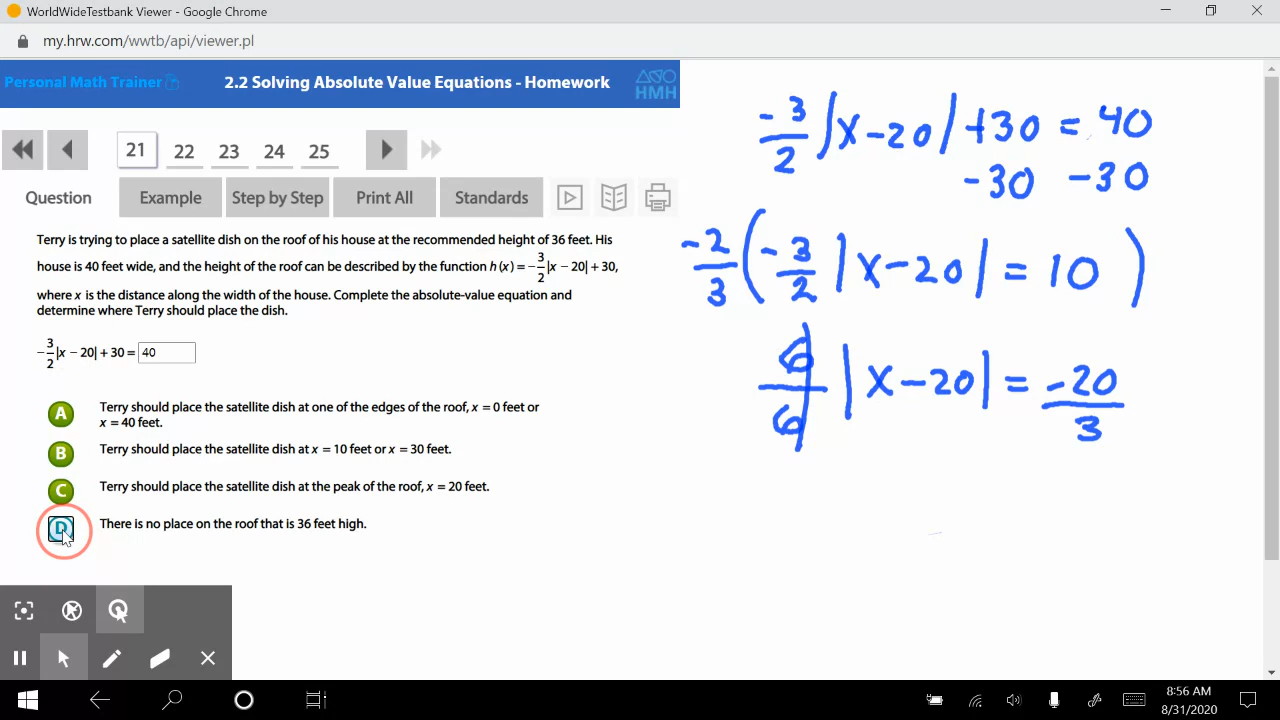 WorldWideTestbank Viewer - Google Chrome
my.hrw.com/wwtb/api/viewer.pl
Personal Math Trainer 2.2 Solving Absolute Value Equations - Homework HMH
21 22 23 24 25
Question Example Step by Step Print All Standards
Terry is trying to place a satellite dish on the roof of his house at the recommended height of 36 feet. His
house is 40 feet wide, and the height of the roof can be described by the function h (x) = -3/2|x - 20| + 30,
where x is the distance along the width of the house. Complete the absolute-value equation and
determine where Terry should place the dish.
-3/2|x - 20| + 30 = 40
A Terry should place the satellite dish at one of the edges of the roof, x = 0 feet or
x = 40 feet.
B Terry should place the satellite dish at x = 10 feet or x = 30 feet.
C Terry should place the satellite dish at the peak of the roof, x = 20 feet.
D There is no place on the roof that is 36 feet high.
-3/2 |x-20| +30 = 40
-30 -30
-2/3 (-3/2 |x-20| = 10)
6/6 |x-20| = -20/3
8:56 AM
8/31/2020